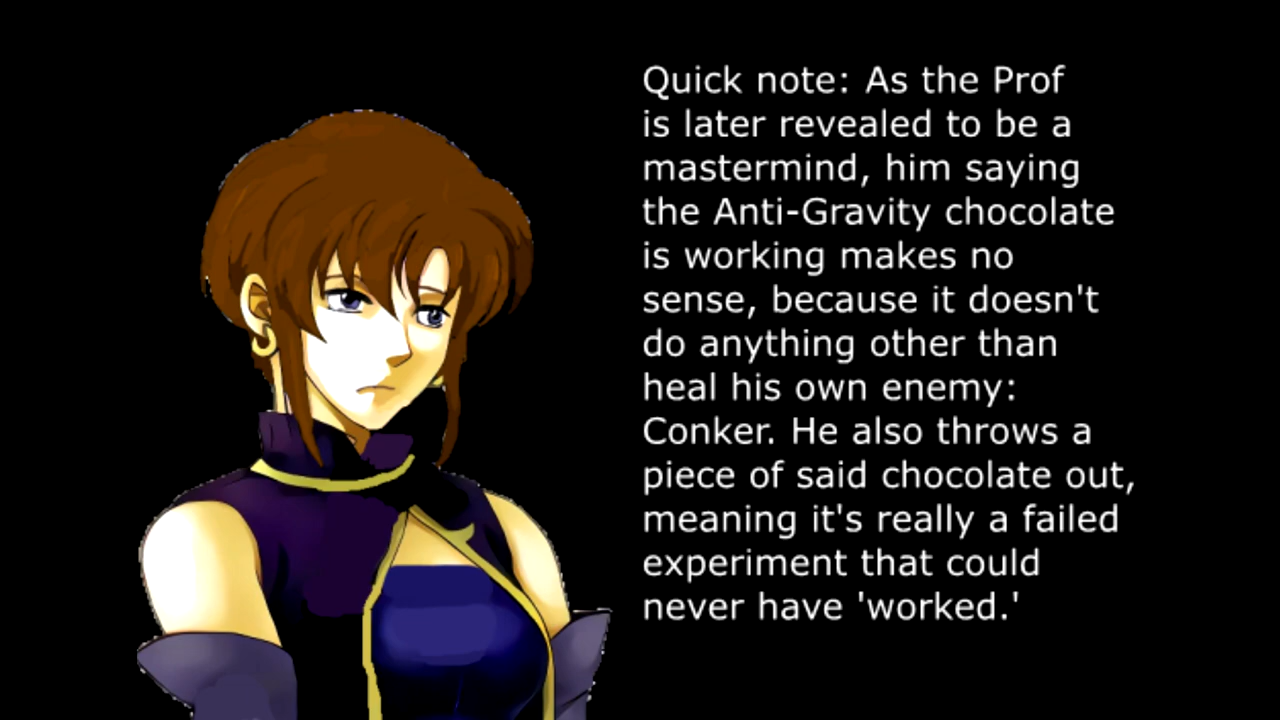 Quick note: As the Prof
is later revealed to be a
mastermind, him saying
the Anti-Gravity chocolate
is working makes no
sense, because it doesn't
do anything other than
heal his own enemy:
Conker. He also throws a
piece of said chocolate out,
meaning it's really a failed
experiment that could
never have 'worked.'